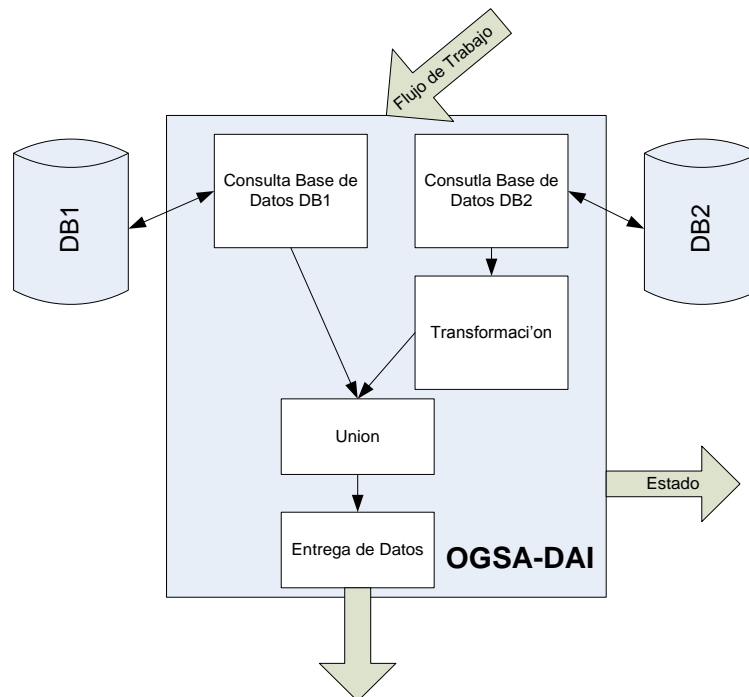 Flujo de Trabajo
DB1
Consulta Base de
Datos DB1
Consutla Base de
Datos DB2
DB2
Transformaci'on
Union
Estado
Entrega de Datos
OGSA-DAI